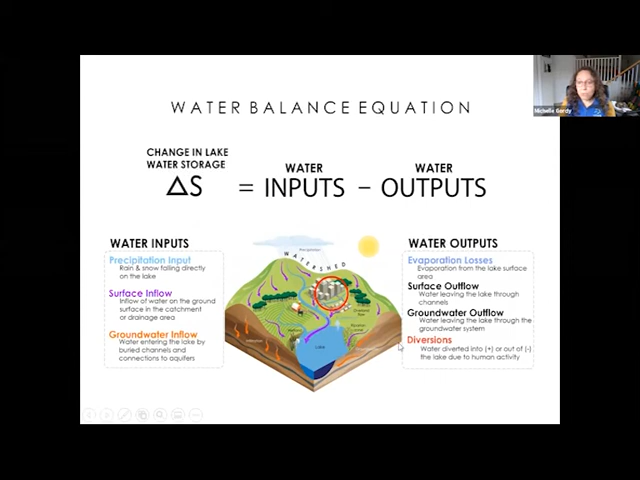 WATER BALANCE EQUATION
Michelle Gordy
CHANGE IN LAKE
WATER STORAGE
ΔS
=
WATER
INPUTS
–
WATER
OUTPUTS
WATER INPUTS
Precipitation Input
Rain & snow falling directly
on the lake
Surface Inflow
Inflow of water on the ground
surface in the catchment
or drainage area
Groundwater Inflow
Water entering the lake by
buried channels and
connections to aquifers
Precipitation
WATERSHED
Lake
WATER OUTPUTS
Evaporation Losses
Evaporation from the lake surface
area
Surface Outflow
Water leaving the lake through
channels
Groundwater Outflow
Water leaving the lake through the
groundwater system
Diversions
Water diverted into (+) or out of (-)
the lake due to human activity